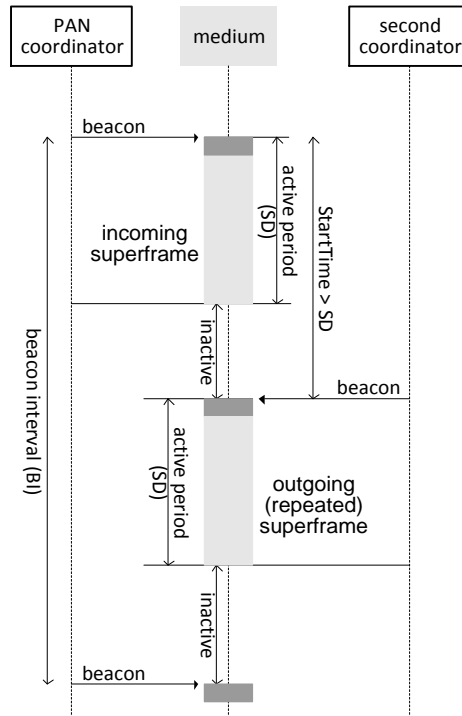 PAN
coordinator
medium
second
coordinator
beacon
incoming
superframe
active period
(SD)
StartTime > SD
beacon interval (BI)
inactive
beacon
active period
(SD)
outgoing
(repeated)
superframe
inactive
beacon